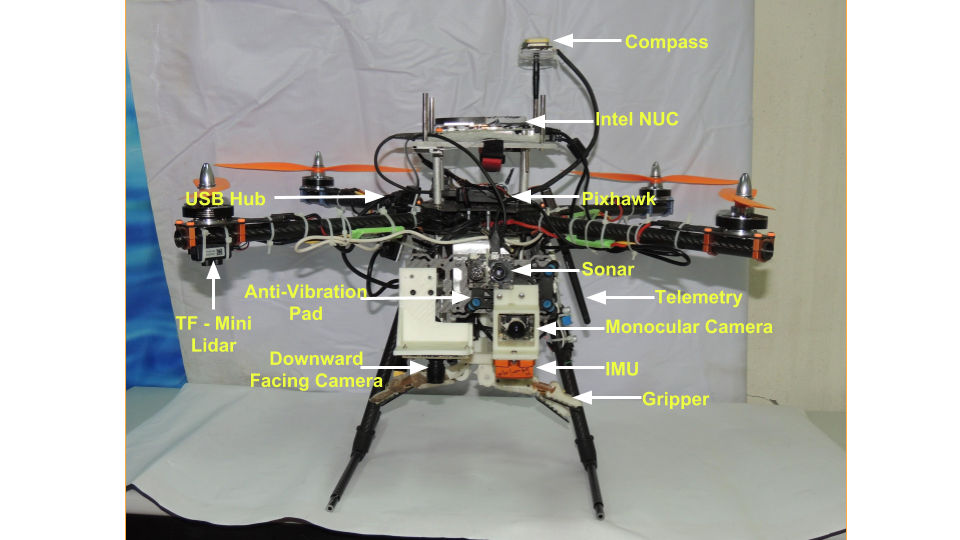 Compass
Intel NUC
USB Hub
Pixhawk
Sonar
Anti-Vibration
Pad
Telemetry
TF - Mini
Lidar
Monocular Camera
Downward
Facing Camera
IMU
Gripper